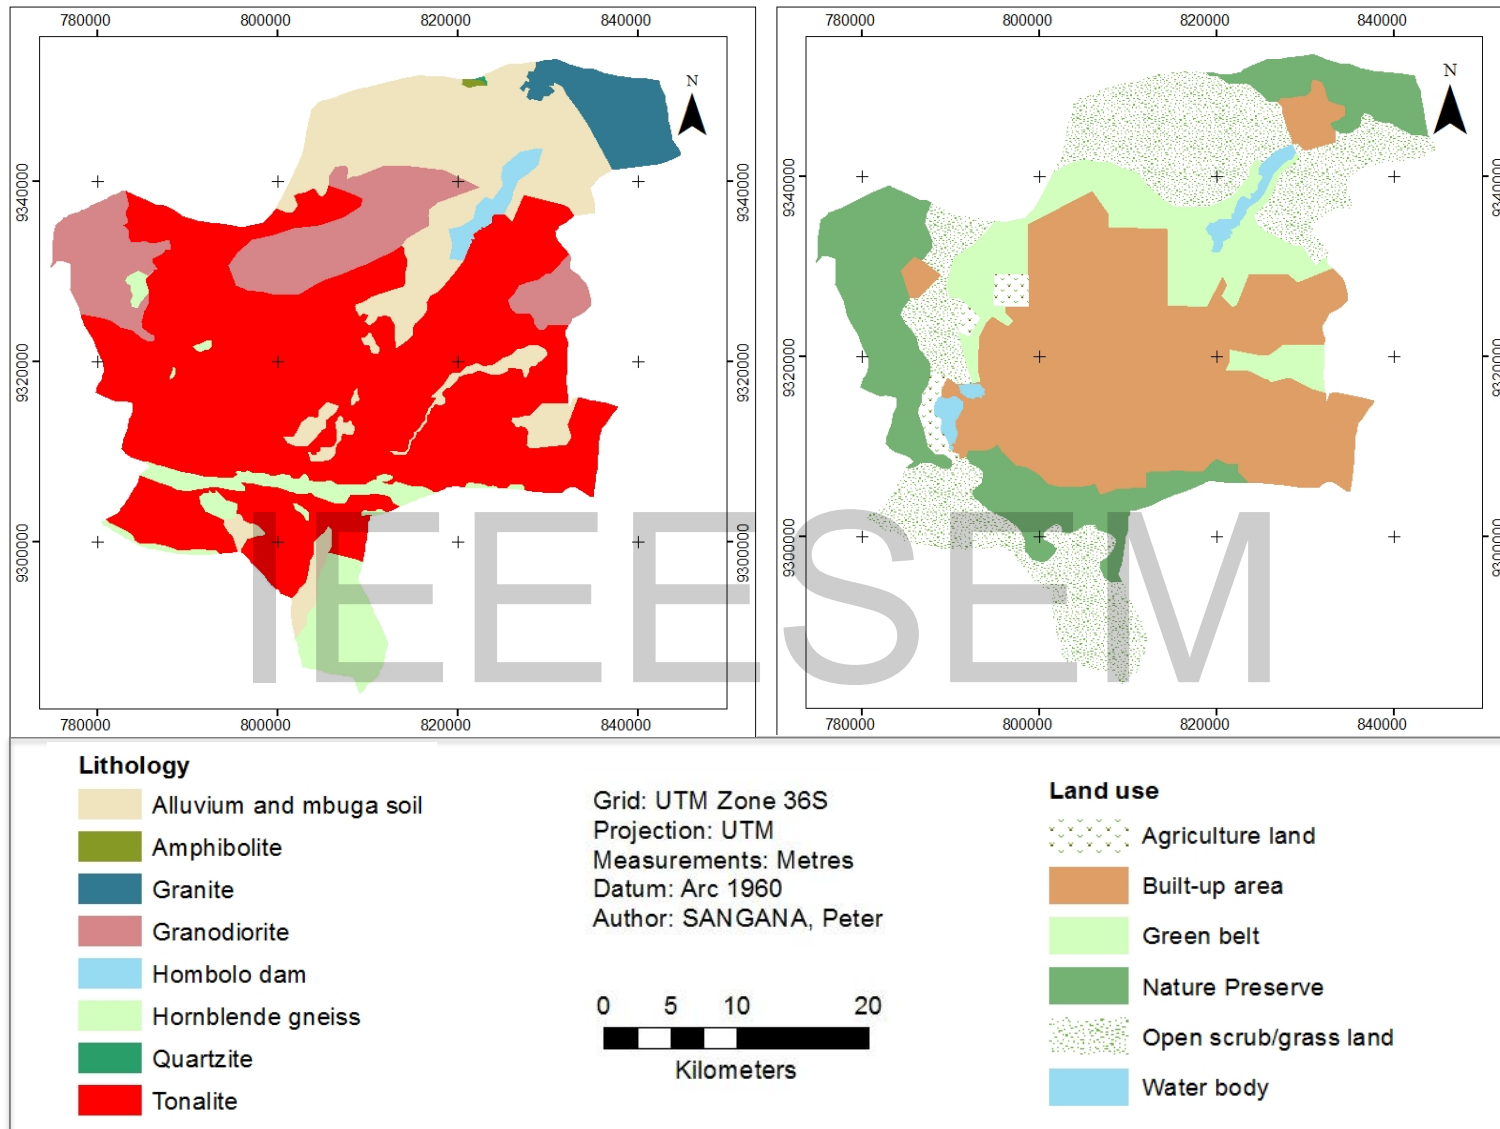 780000 800000 820000 840000
780000 800000 820000 840000
N
N
9340000
9340000
9340000
9320000
9320000
9320000
9300000
9300000
9300000
IEEESEM
780000 800000 820000 840000
780000 800000 820000 840000
Lithology
Alluvium and mbuga soil
Amphibolite
Granite
Granodiorite
Hombolo dam
Hornblende gneiss
Quartzite
Tonalite
Grid: UTM Zone 36S
Projection: UTM
Measurements: Metres
Datum: Arc 1960
Author: SANGANA, Peter
0 5 10 20
Kilometers
Land use
Agriculture land
Built-up area
Green belt
Nature Preserve
Open scrub/grass land
Water body